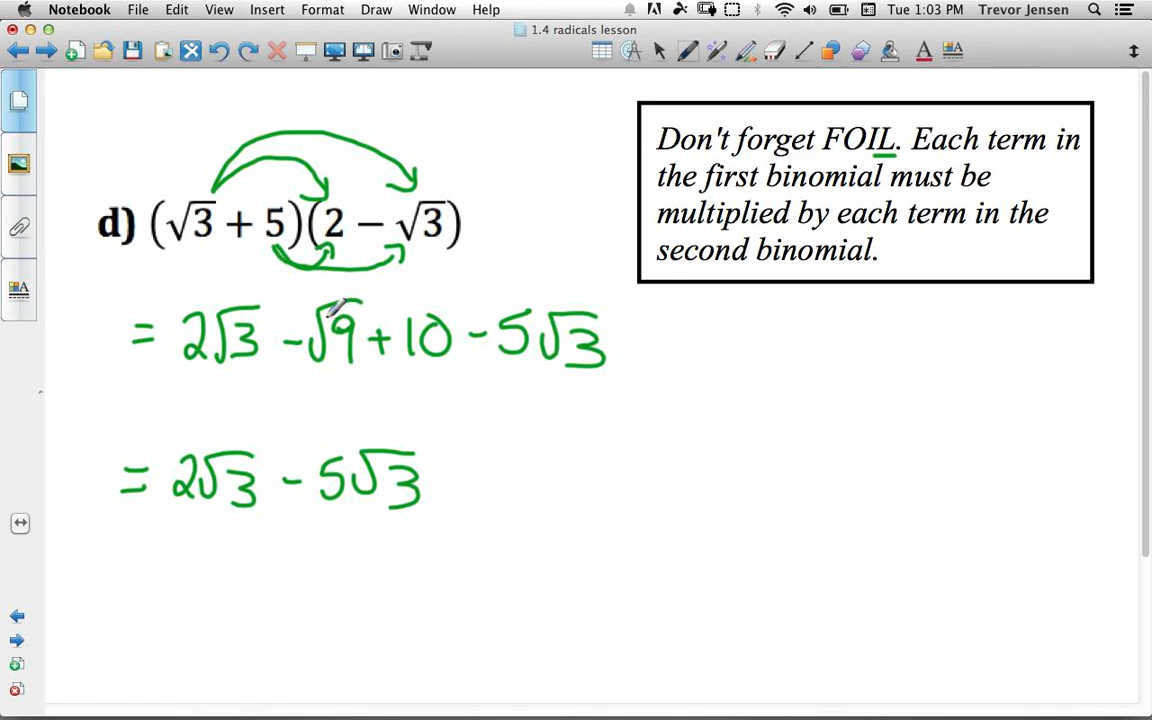 Notebook File Edit View Insert Format Draw Window Help Tue 1:03 PM Trevor Jensen
1.4 radicals lesson
Don't forget FOIL. Each term in
the first binomial must be
multiplied by each term in the
second binomial.
d) (√3 + 5)(2 − √3)
= 2√3 - √9 + 10 - 5√3
= 2√3 - 5√3